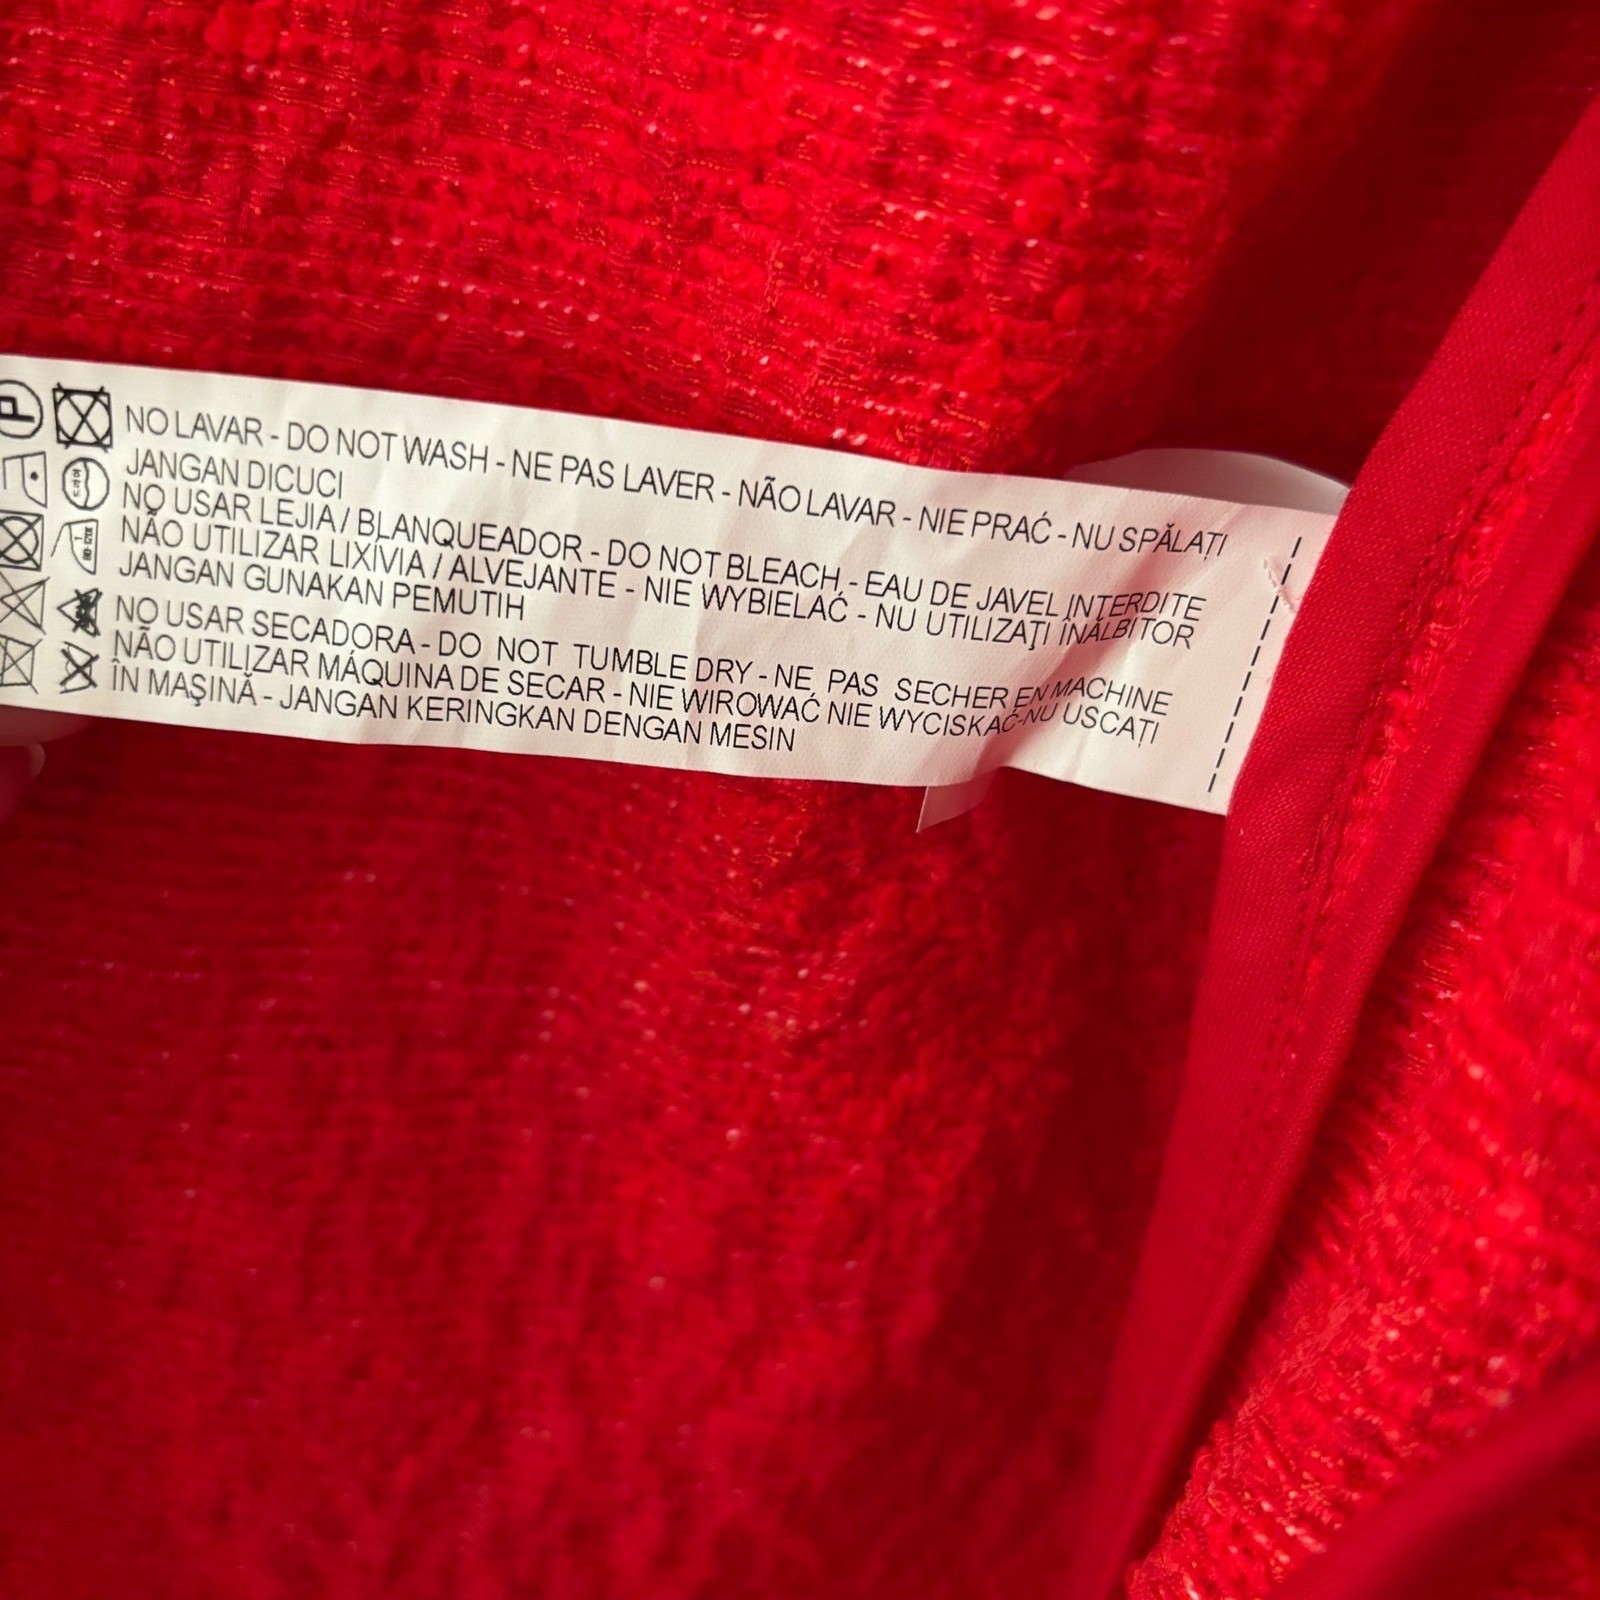 P
NO LAVAR - DO NOT WASH - NE PAS LAVER - NÃO LAVAR - NIE PRAĆ - NU SPĂLAȚI
JANGAN DICUCI
NO USAR LEJIA / BLANQUEADOR - DO NOT BLEACH - EAU DE JAVEL INTERDITE
NÃO UTILIZAR LIXÍVIA / ALVEJANTE - NIE WYBIELAĆ - NU UTILIZAŢI ÎNĂLBITOR
JANGAN GUNAKAN PEMUTIH
NO USAR SECADORA - DO NOT TUMBLE DRY - NE PAS SECHER EN MACHINE
NÃO UTILIZAR MÁQUINA DE SECAR - NIE WIROWAĆ NIE WYCISKAĆ-NU USCAȚI
ÎN MAŞINĂ - JANGAN KERINGKAN DENGAN MESIN